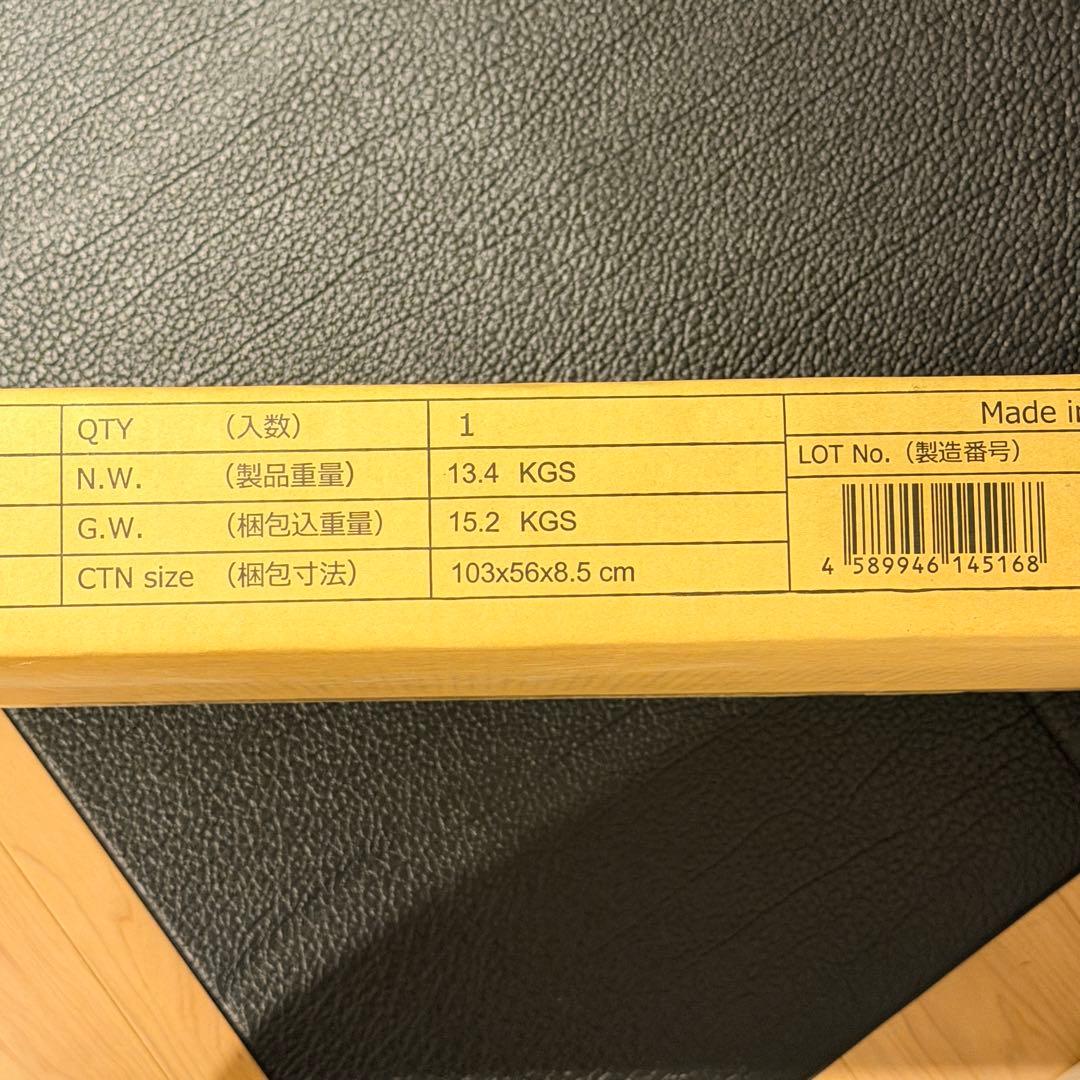 QTY （入数） 1
N.W. （製品重量） 13.4 KGS
G.W. （梱包込重量） 15.2 KGS
CTN size （梱包寸法） 103x56x8.5 cm
Made
LOT No.（製造番号）
4 589946 145168